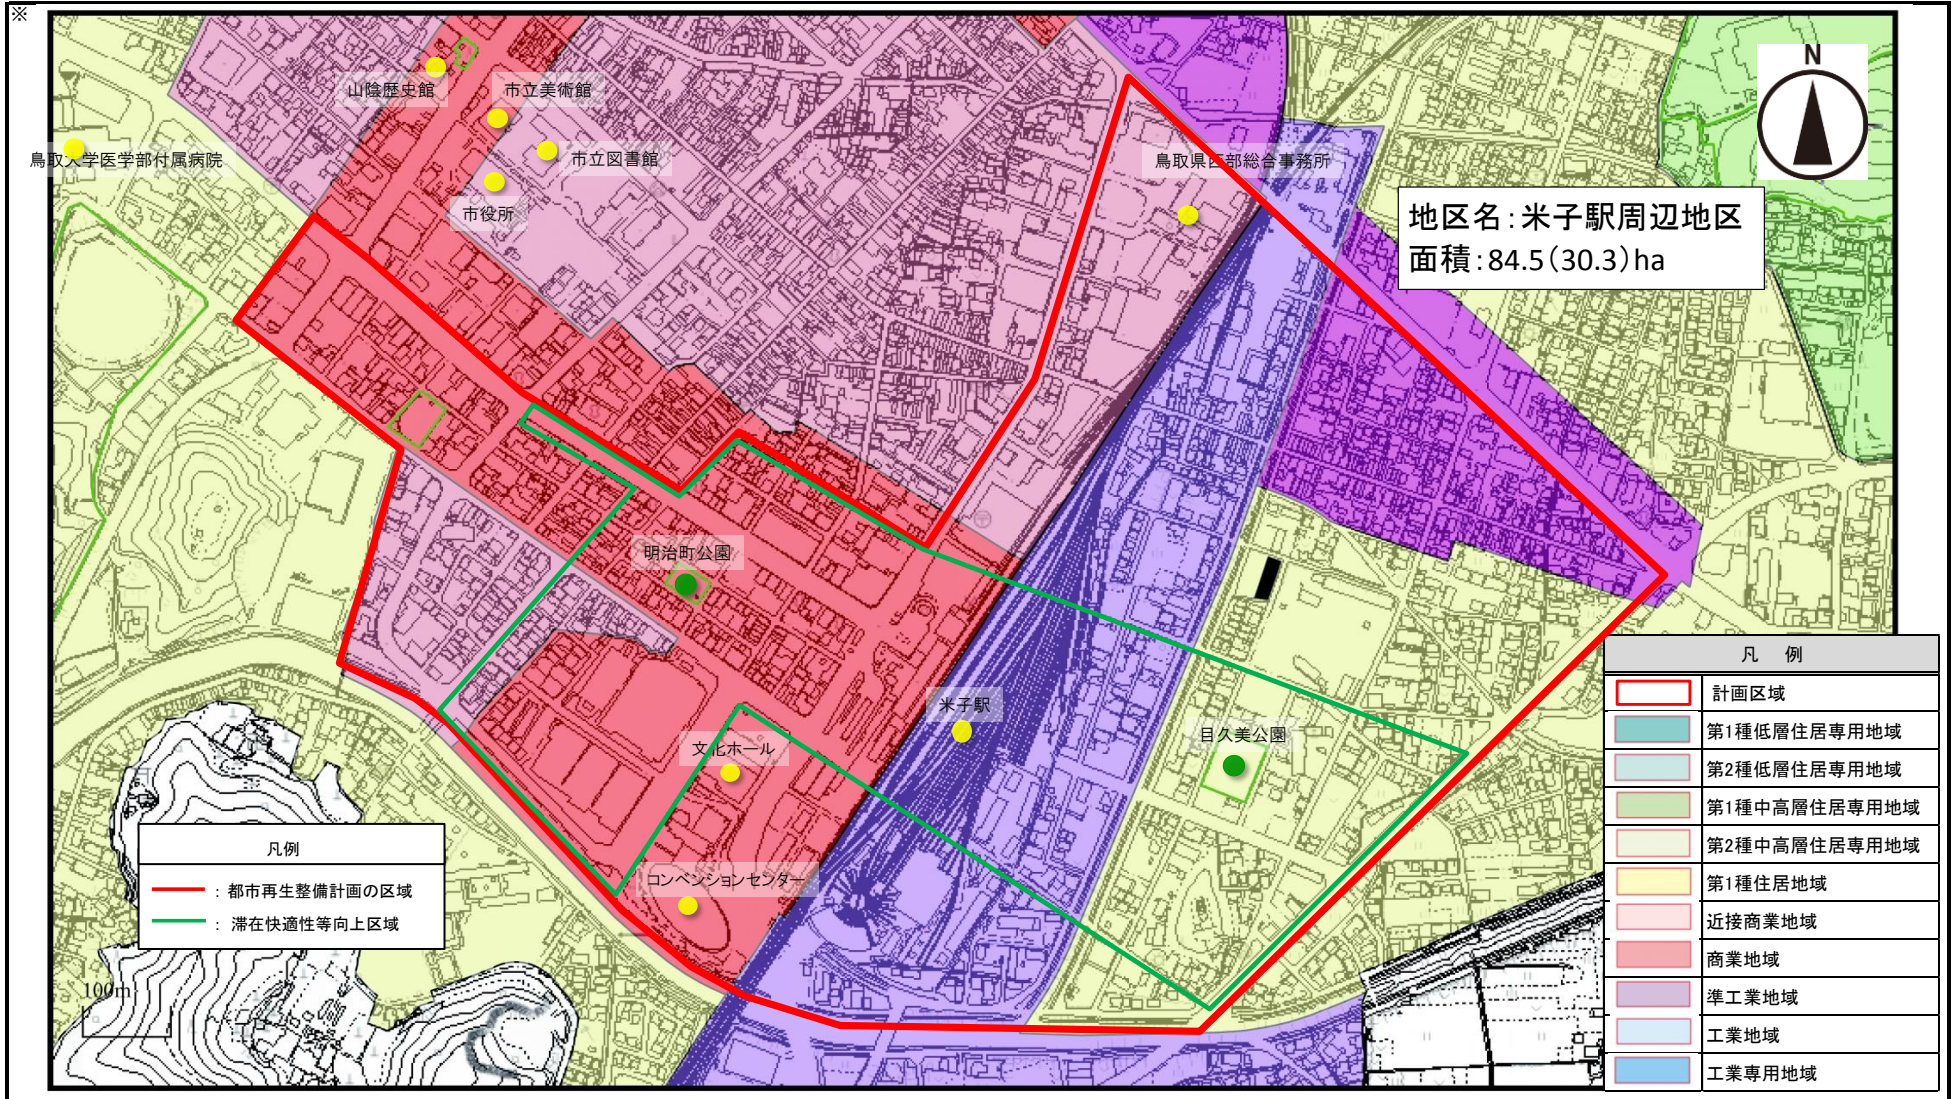 ※
N
山陰歴史館
市立美術館
市立図書館
鳥取大学医学部付属病院
市役所
鳥取県西部総合事務所
地区名：米子駅周辺地区
面積：84.5（30.3）ha
明治町公園
米子駅
目久美公園
文化ホール
コンベンションセンター
凡例
：都市再生整備計画の区域
：滞在快適性等向上区域
100m
凡 例
計画区域
第1種低層住居専用地域
第2種低層住居専用地域
第1種中高層住居専用地域
第2種中高層住居専用地域
第1種住居地域
近接商業地域
商業地域
準工業地域
工業地域
工業専用地域